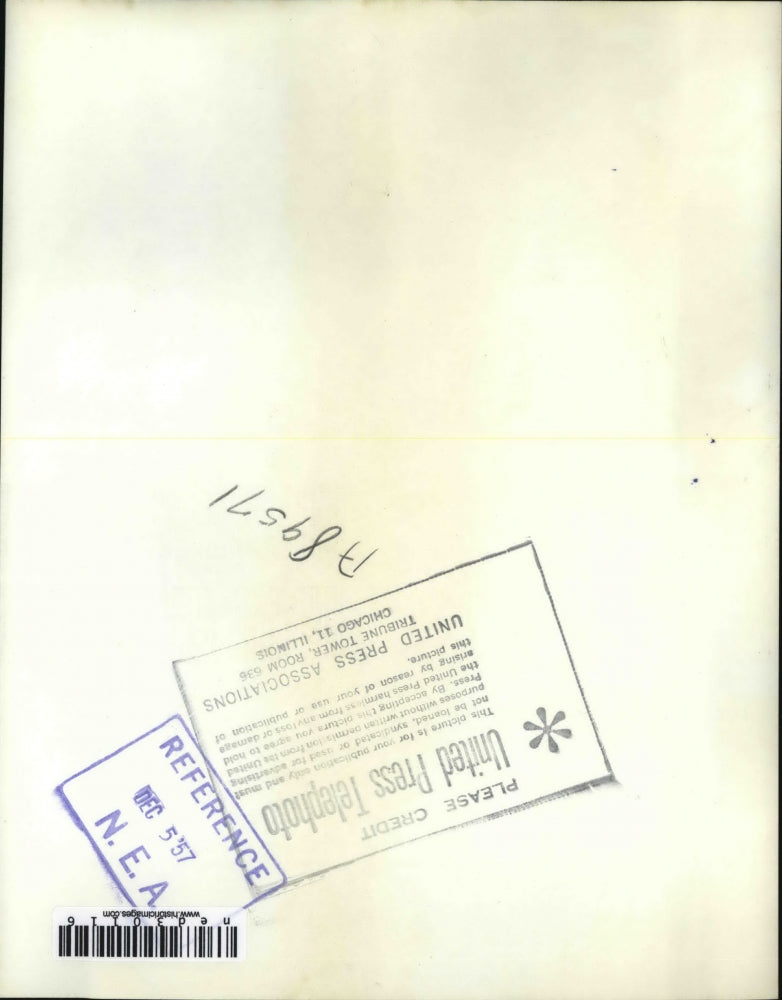 A89571
PLEASE CREDIT
United Press Telephoto
This picture is for your publication only and must
not be loaned, syndicated or used for advertising
purposes without written permission from the United
Press. By accepting this picture you agree to hold
the United Press harmless from any loss or damage
arising by reason of your use or publication of
this picture.
UNITED PRESS ASSOCIATIONS
TRIBUNE TOWER, ROOM 636
CHICAGO 11, ILLINOIS
REFERENCE
DEC 5 '57
N. E. A.
www.historicimages.com
ned30116